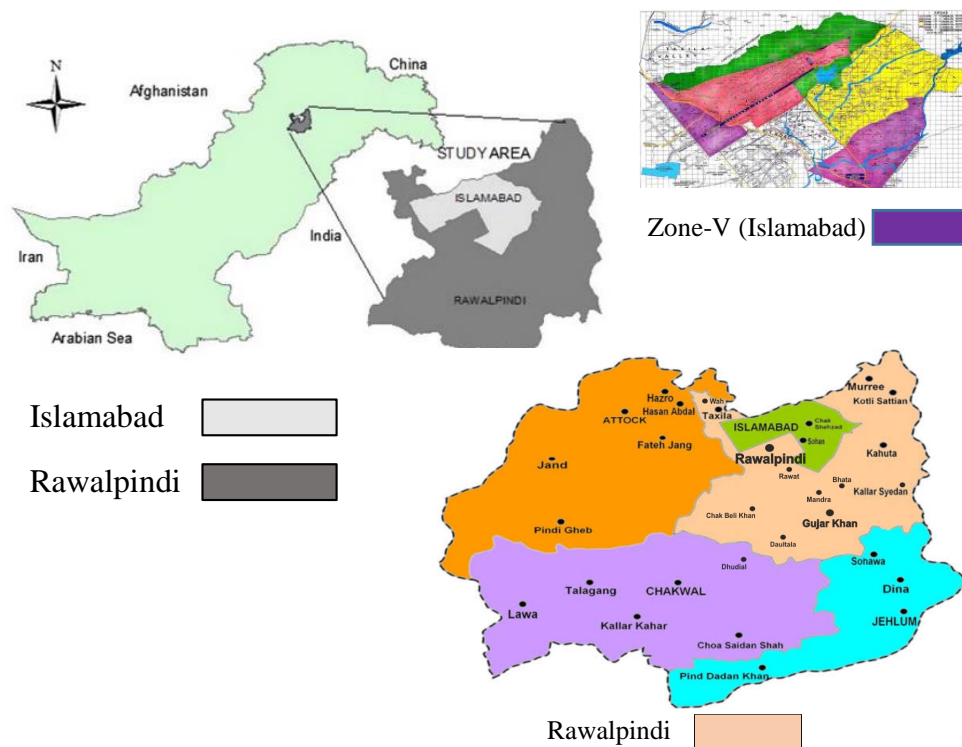 N
Afghanistan
China
STUDY AREA
ISLAMABAD
India
Iran
RAWALPINDI
Arabian Sea
Zone-V (Islamabad)
Islamabad
Rawalpindi
Murree
Kotli Sattian
Hazro
Wah
Hasan Abdal
Taxila
ATTOCK
ISLAMABAD
Chak Shehzad
Sohan
Fateh Jang
Rawalpindi
Kahuta
Jand
Rawat
Bhata
Kallar Syedan
Mandra
Chak Beli Khan
Gujar Khan
Pindi Gheb
Daultala
Dhudial
Sohawa
Talagang
CHAKWAL
Dina
Lawa
Kallar Kahar
JEHLUM
Choa Saidan Shah
Pind Dadan Khan
Rawalpindi